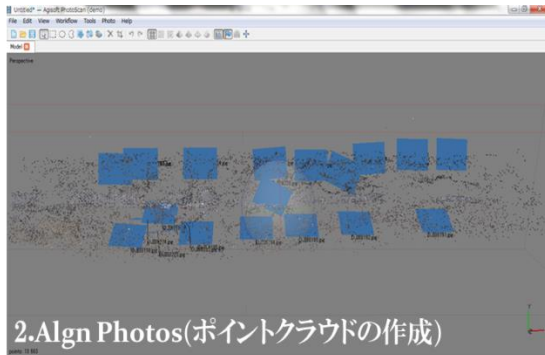 Untitled* — Agisoft PhotoScan (demo)
File Edit View Workflow Tools Photo Help
Model
Perspective
2.Algn Photos(ポイントクラウドの作成)